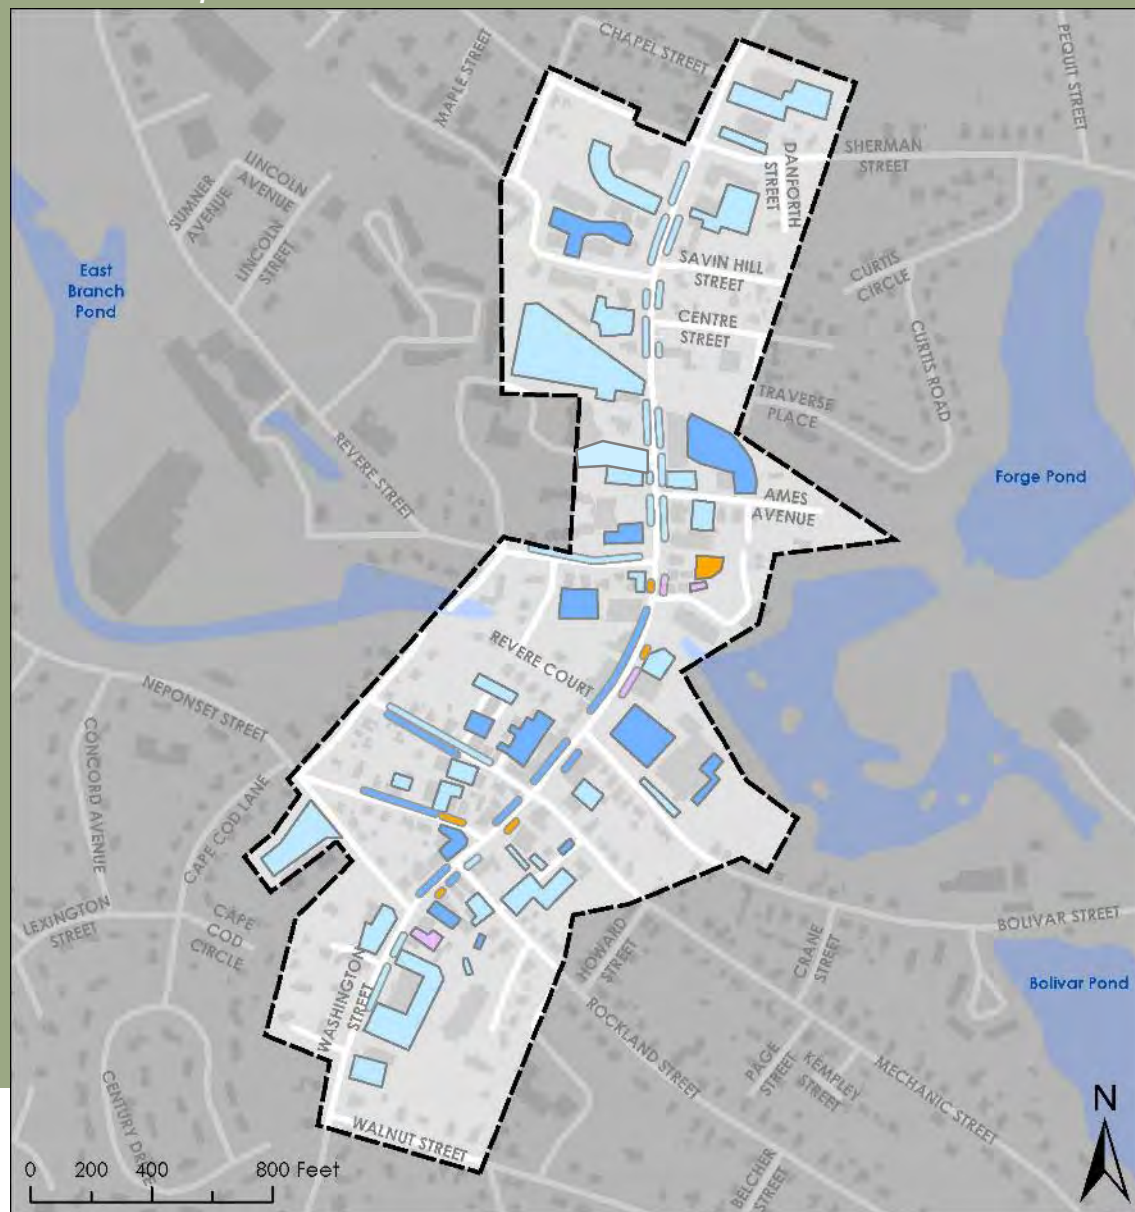 CHAPEL STREET
MAPLE STREET
PEQUIT STREET
SHERMAN
STREET
DANFORTH
STREET
LINCOLN
AVENUE
SUMNER
AVENUE
LINCOLN
STREET
SAVIN HILL
STREET
CURTIS
CIRCLE
East
Branch
Pond
CENTRE
STREET
CURTIS ROAD
TRAVERSE
PLACE
REVERE STREET
Forge Pond
AMES
AVENUE
REVERE COURT
NEPONSET STREET
CONCORD AVENUE
CAPE COD LANE
LEXINGTON
STREET
CAPE
COD
CIRCLE
BOLIVAR STREET
HOWARD
STREET
CRANE
STREET
Bolivar Pond
WASHINGTON
STREET
ROCKLAND STREET
PAGE
STREET
KEMPLEY
STREET
MECHANIC STREET
CENTURY DRIVE
WALNUT STREET
BELCHER
STREET
N
0 200 400 800 Feet